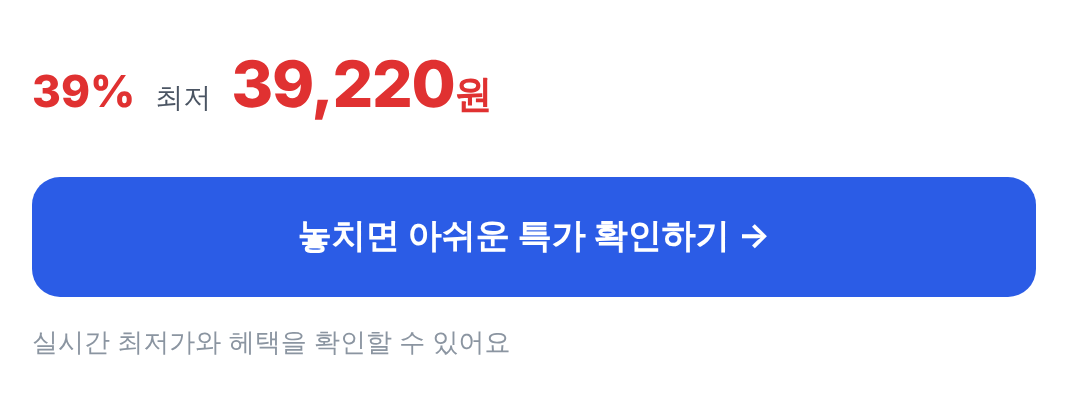 39% 최저 39,220원
놓치면 아쉬운 특가 확인하기 →
실시간 최저가와 헤택을 확인할 수 있어요